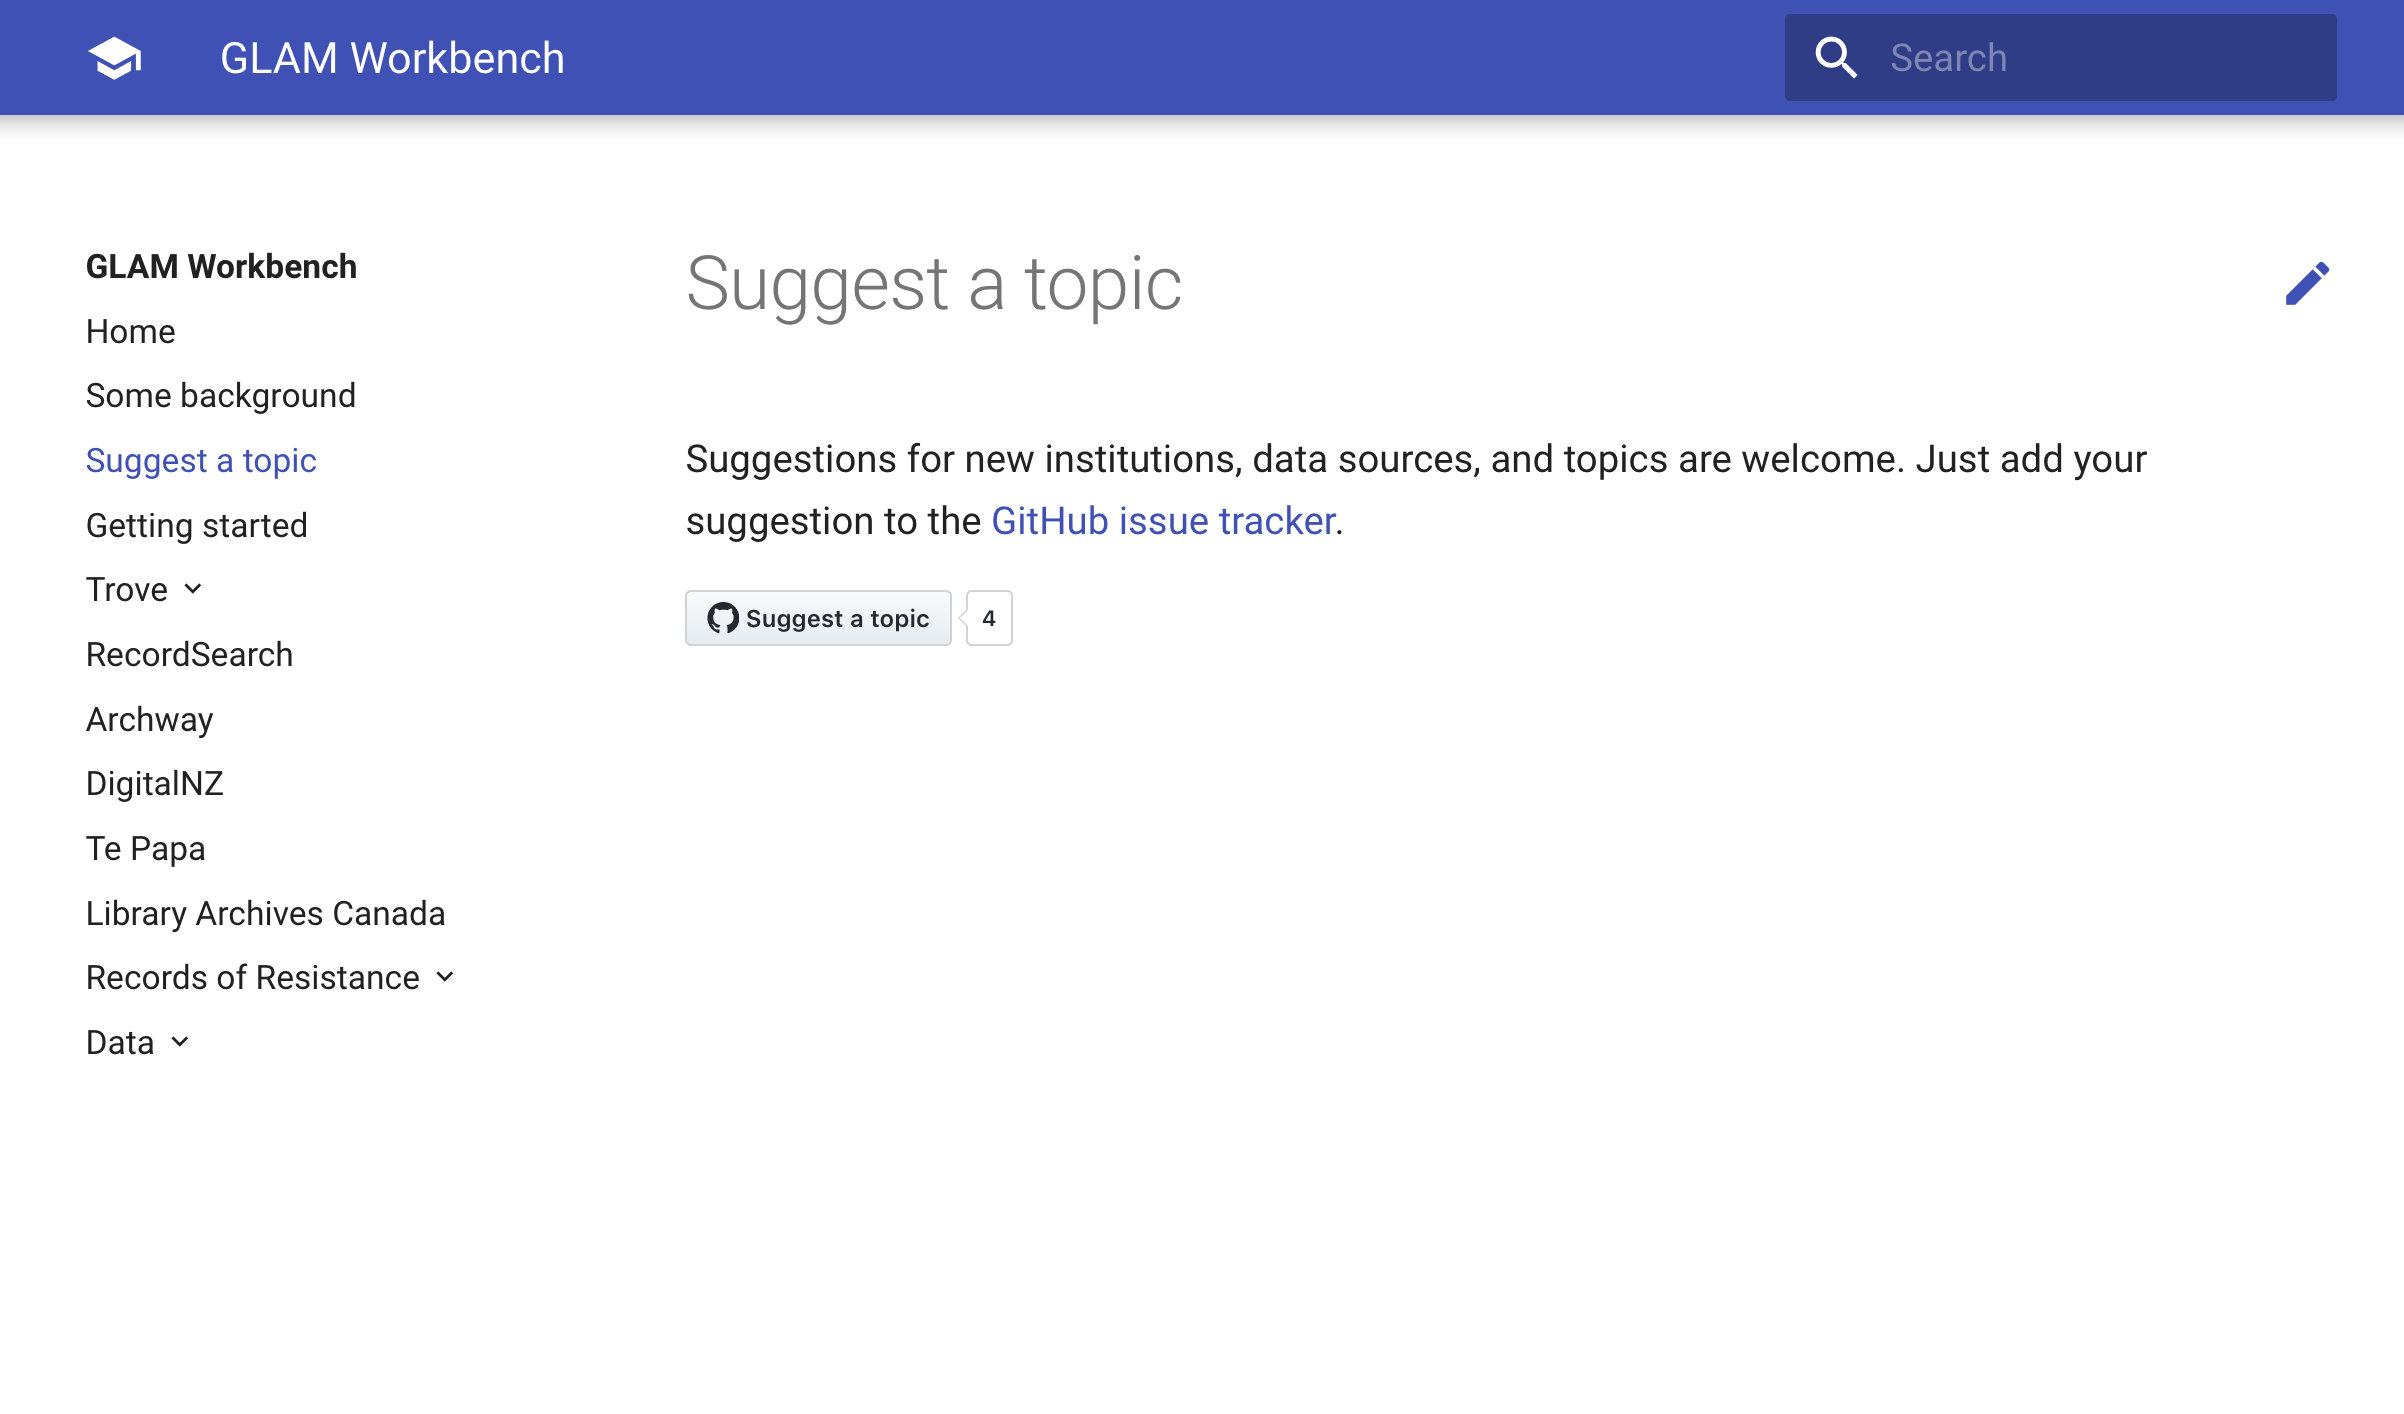 GLAM Workbench
Search
GLAM Workbench
Home
Some background
Suggest a topic
Getting started
Trove
RecordSearch
Archway
DigitalNZ
Te Papa
Library Archives Canada
Records of Resistance
Data
Suggest a topic
Suggestions for new institutions, data sources, and topics are welcome. Just add your
suggestion to the GitHub issue tracker.
Suggest a topic 4